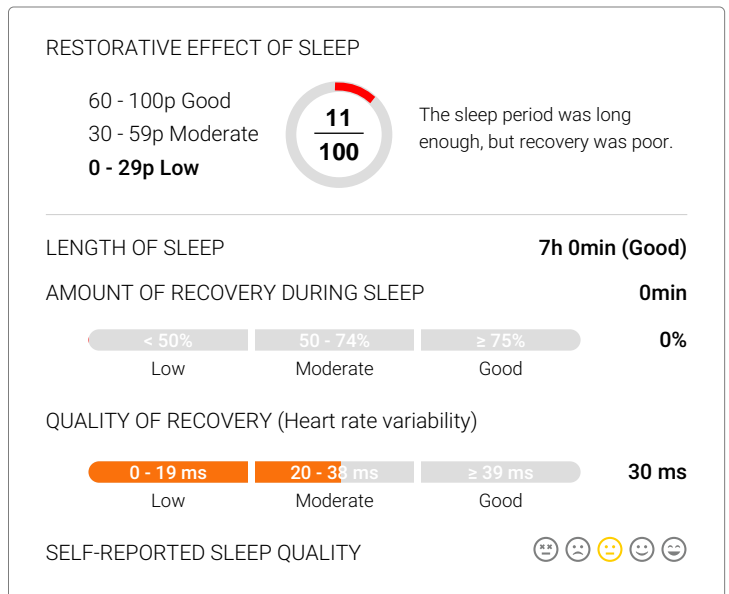 RESTORATIVE EFFECT OF SLEEP
60 - 100p Good
30 - 59p Moderate
0 - 29p Low
11
100
The sleep period was long
enough, but recovery was poor.
LENGTH OF SLEEP 7h 0min (Good)
AMOUNT OF RECOVERY DURING SLEEP 0min
< 50% 50 - 74% ≥ 75% 0%
Low Moderate Good
QUALITY OF RECOVERY (Heart rate variability)
0 - 19 ms 20 - 38 ms ≥ 39 ms 30 ms
Low Moderate Good
SELF-REPORTED SLEEP QUALITY